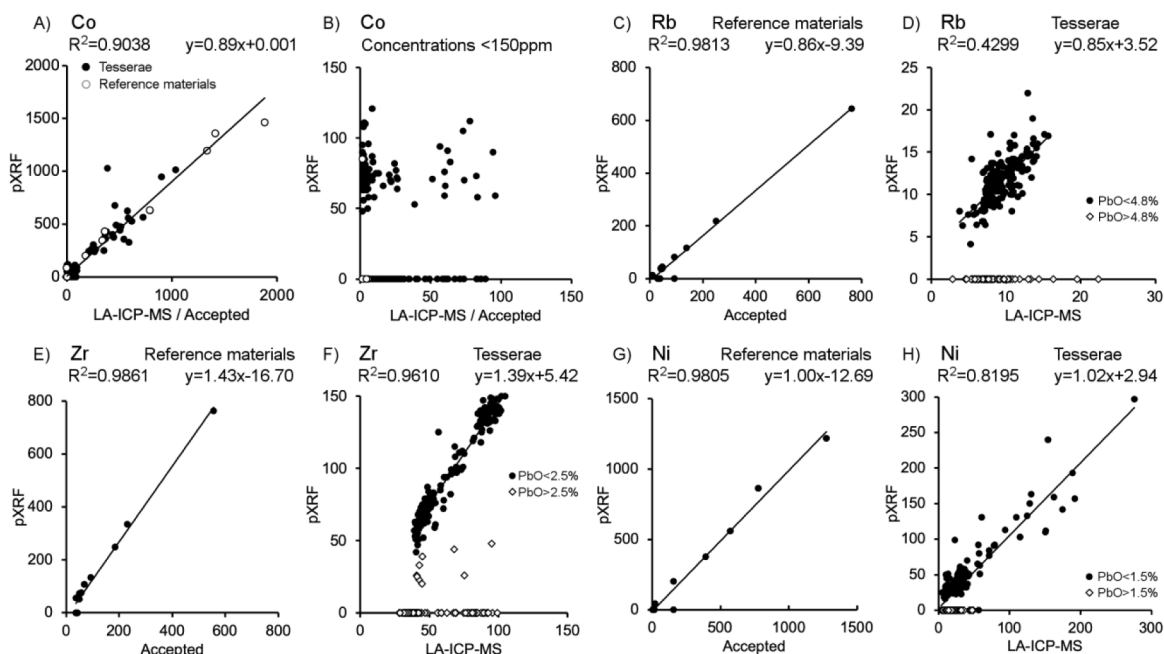 A) Co
R²=0.9038 y=0.89x+0.001
2000
1500
1000
500
0
pXRF
Tesserae
Reference materials
0 1000 2000
LA-ICP-MS / Accepted
B) Co
Concentrations <150ppm
150
100
50
0
pXRF
0 50 100 150
LA-ICP-MS / Accepted
C) Rb Reference materials
R²=0.9813 y=0.86x-9.39
800
600
400
200
0
pXRF
0 200 400 600 800
Accepted
D) Rb Tesserae
R²=0.4299 y=0.85x+3.52
25
20
15
10
5
0
pXRF
PbO<4.8%
PbO>4.8%
0 10 20 30
LA-ICP-MS
E) Zr Reference materials
R²=0.9861 y=1.43x-16.70
800
600
400
200
0
pXRF
0 200 400 600 800
Accepted
F) Zr Tesserae
R²=0.9610 y=1.39x+5.42
150
100
50
0
pXRF
PbO<2.5%
PbO>2.5%
0 50 100 150
LA-ICP-MS
G) Ni Reference materials
R²=0.9805 y=1.00x-12.69
1500
1000
500
0
pXRF
0 500 1000 1500
Accepted
H) Ni Tesserae
R²=0.8195 y=1.02x+2.94
300
250
200
150
100
50
0
pXRF
PbO<1.5%
PbO>1.5%
0 100 200 300
LA-ICP-MS